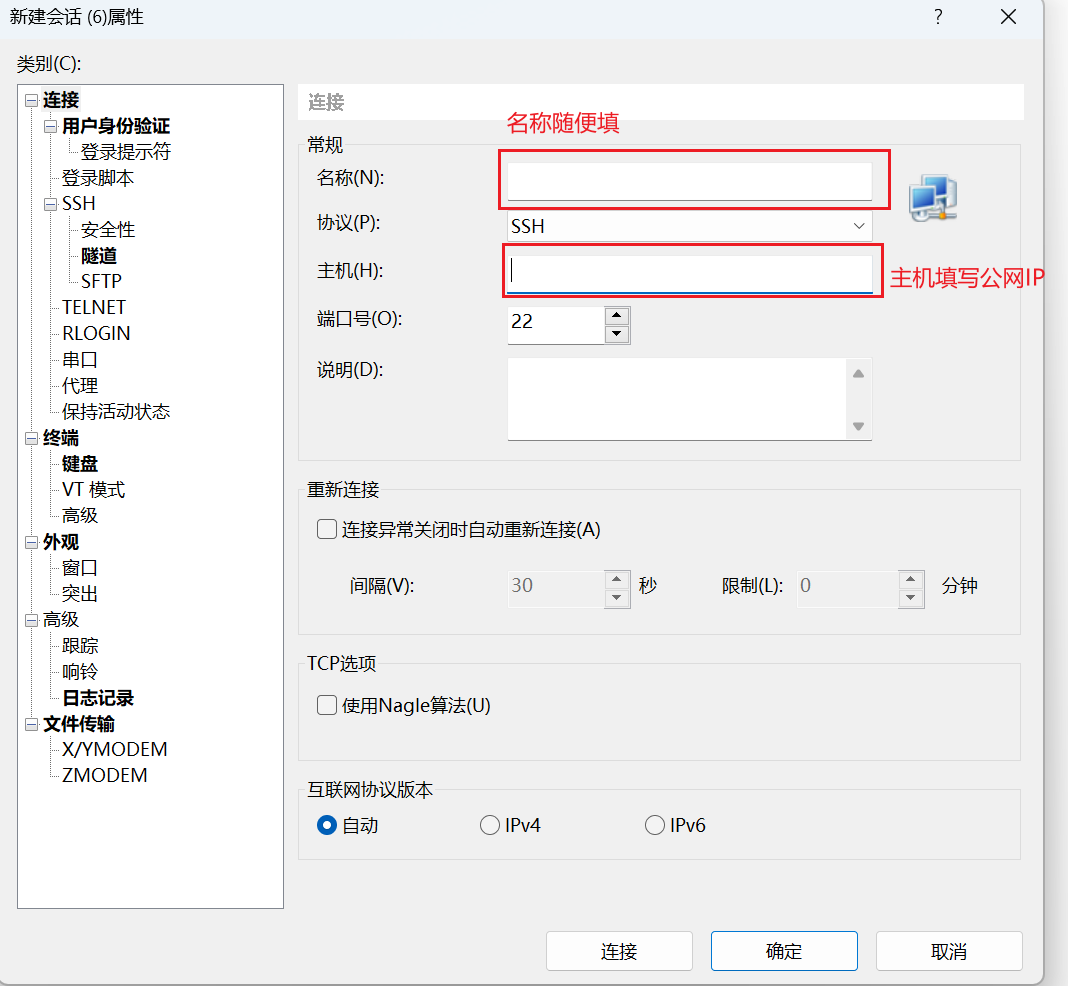 新建会话 (6)属性
?
类别(C):
连接
用户身份验证
登录提示符
登录脚本
SSH
安全性
隧道
SFTP
TELNET
RLOGIN
串口
代理
保持活动状态
终端
键盘
VT 模式
高级
外观
窗口
突出
高级
跟踪
响铃
日志记录
文件传输
X/YMODEM
ZMODEM
连接
名称随便填
常规
名称(N):
协议(P):
SSH
主机(H):
主机填写公网IP
端口号(O):
22
说明(D):
重新连接
连接异常关闭时自动重新连接(A)
间隔(V):
30
秒
限制(L):
0
分钟
TCP选项
使用Nagle算法(U)
互联网协议版本
自动
IPv4
IPv6
连接
确定
取消